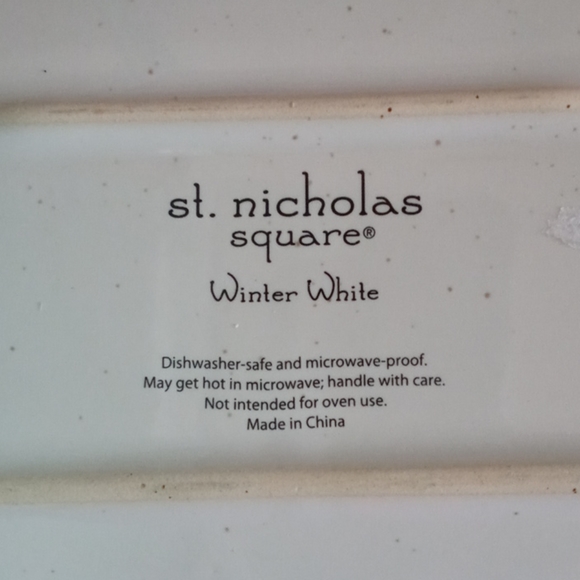 st. nicholas
square®
Winter White
Dishwasher-safe and microwave-proof.
May get hot in microwave; handle with care.
Not intended for oven use.
Made in China